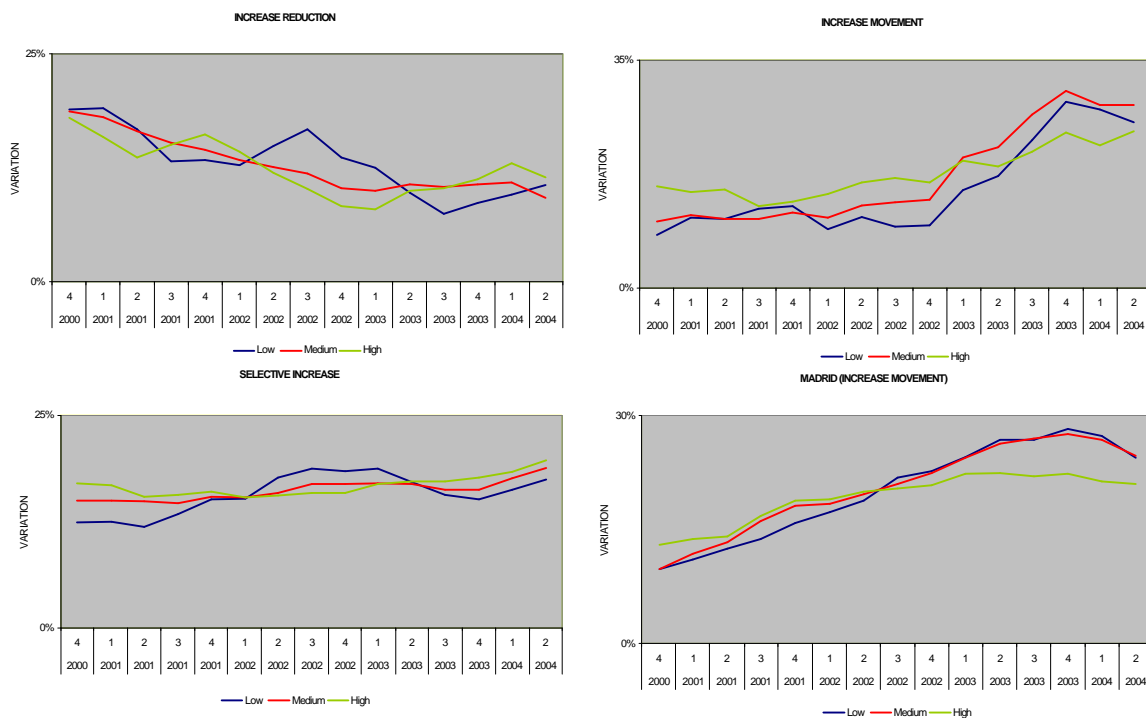 INCREASE REDUCTION
25%
VARIATION
0%
4 1 2 3 4 1 2 3 4 1 2 3 4 1 2
2000 2001 2001 2001 2001 2002 2002 2002 2002 2003 2003 2003 2003 2004 2004
Low Medium High
INCREASE MOVEMENT
35%
VARIATION
0%
4 1 2 3 4 1 2 3 4 1 2 3 4 1 2
2000 2001 2001 2001 2001 2002 2002 2002 2002 2003 2003 2003 2003 2004 2004
Low Medium High
SELECTIVE INCREASE
25%
VARIATION
0%
4 1 2 3 4 1 2 3 4 1 2 3 4 1 2
2000 2001 2001 2001 2001 2002 2002 2002 2002 2003 2003 2003 2003 2004 2004
Low Medium High
MADRID (INCREASE MOVEMENT)
30%
VARIATION
0%
4 1 2 3 4 1 2 3 4 1 2 3 4 1 2
2000 2001 2001 2001 2001 2002 2002 2002 2002 2003 2003 2003 2003 2004 2004
Low Medium High